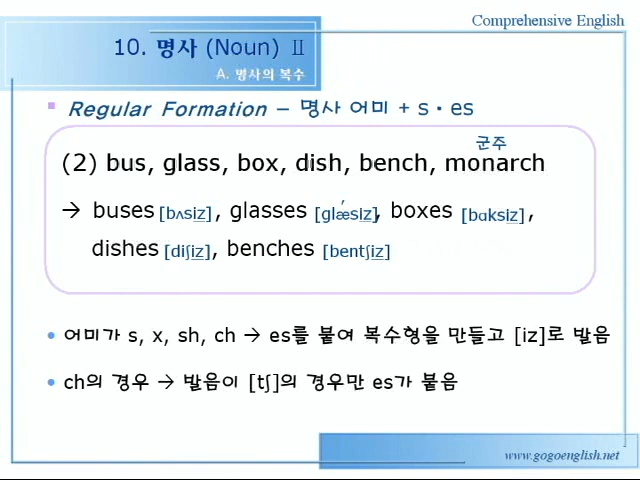 Comprehensive English
10. 명사 (Noun) Ⅱ
A. 명사의 복수
Regular Formation – 명사 어미 + s · es
군주
(2) bus, glass, box, dish, bench, monarch
→ buses [bʌsiz], glasses [glǽsiz], boxes [bɑksiz],
dishes [diʃiz], benches [bentʃiz]
• 어미가 s, x, sh, ch → es를 붙여 복수형을 만들고 [iz]로 발음
• ch의 경우 → 발음이 [tʃ]의 경우만 es가 붙음
www.gogoenglish.net